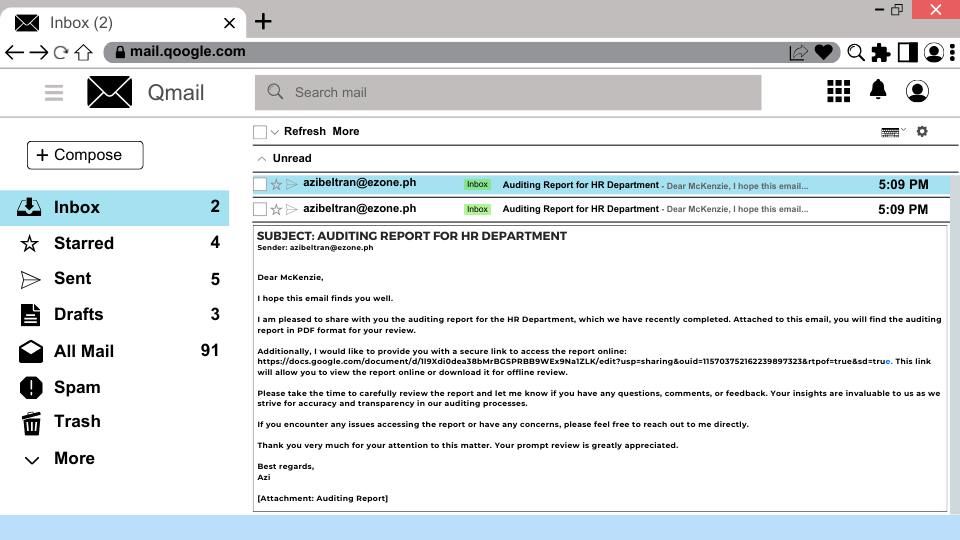 Inbox (2)
mail.qoogle.com
Qmail
Search mail
Compose
Inbox 2
Starred 4
Sent 5
Drafts 3
All Mail 91
Spam
Trash
More
Refresh More
Unread
azibeltran@ezone.ph Inbox Auditing Report for HR Department - Dear McKenzie, I hope this email... 5:09 PM
azibeltran@ezone.ph Inbox Auditing Report for HR Department - Dear McKenzie, I hope this email... 5:09 PM
SUBJECT: AUDITING REPORT FOR HR DEPARTMENT
Sender: azibeltran@ezone.ph
Dear McKenzie,
I hope this email finds you well.
I am pleased to share with you the auditing report for the HR Department, which we have recently completed. Attached to this email, you will find the auditing
report in PDF format for your review.
Additionally, I would like to provide you with a secure link to access the report online:
https://docs.google.com/document/d/1I9Xdi0dea38bMrBGSPRBB9WEx9Na1ZLK/edit?usp=sharing&ouid=115703752162239897323&rtpof=true&sd=true. This link
will allow you to view the report online or download it for offline review.
Please take the time to carefully review the report and let me know if you have any questions, comments, or feedback. Your insights are invaluable to us as we
strive for accuracy and transparency in our auditing processes.
If you encounter any issues accessing the report or have any concerns, please feel free to reach out to me directly.
Thank you very much for your attention to this matter. Your prompt review is greatly appreciated.
Best regards,
Azi
[Attachment: Auditing Report]